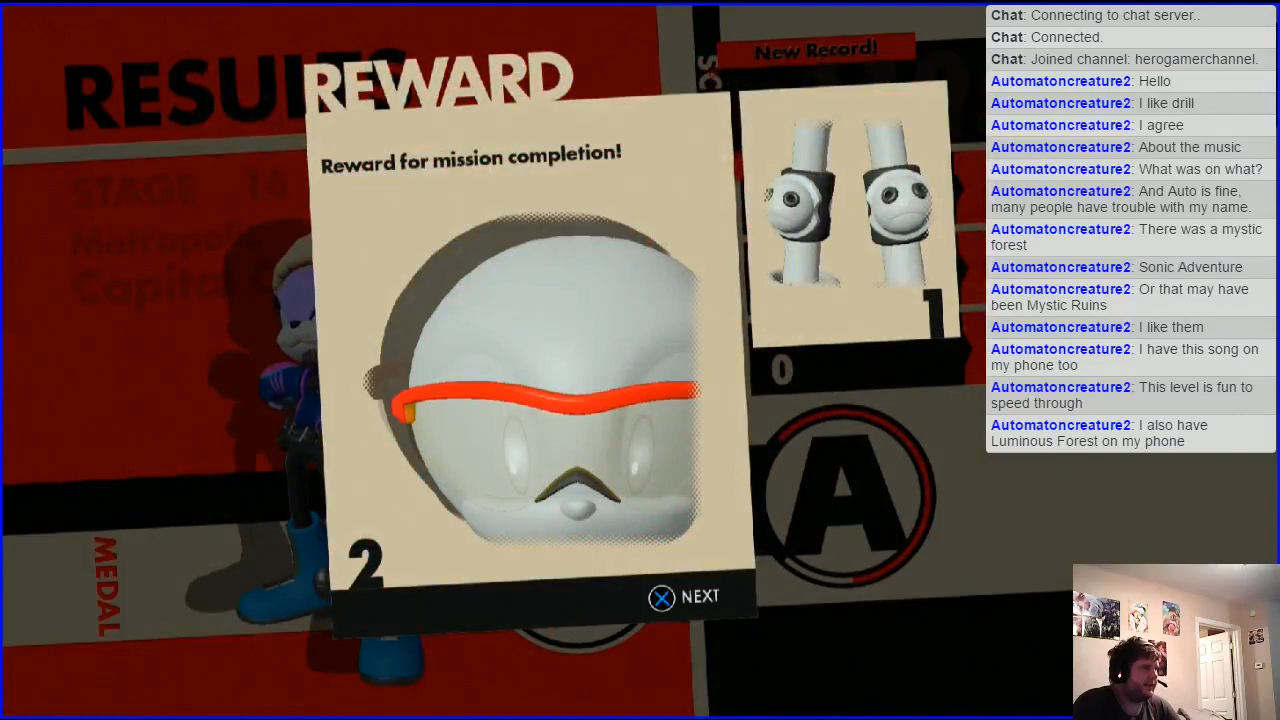 RESU
REWARD
New Record!
SC
Reward for mission completion!
STAGE 16
Metropoli
Capital
1
0
A
2
MEDAL
NEXT
Chat: Connecting to chat server..
Chat: Connected.
Chat: Joined channel: herogamerchannel.
Automatoncreature2: Hello
Automatoncreature2: I like drill
Automatoncreature2: I agree
Automatoncreature2: About the music
Automatoncreature2: What was on what?
Automatoncreature2: And Auto is fine,
many people have trouble with my name.
Automatoncreature2: There was a mystic
forest
Automatoncreature2: Sonic Adventure
Automatoncreature2: Or that may have
been Mystic Ruins
Automatoncreature2: I like them
Automatoncreature2: I have this song on
my phone too
Automatoncreature2: This level is fun to
speed through
Automatoncreature2: I also have
Luminous Forest on my phone